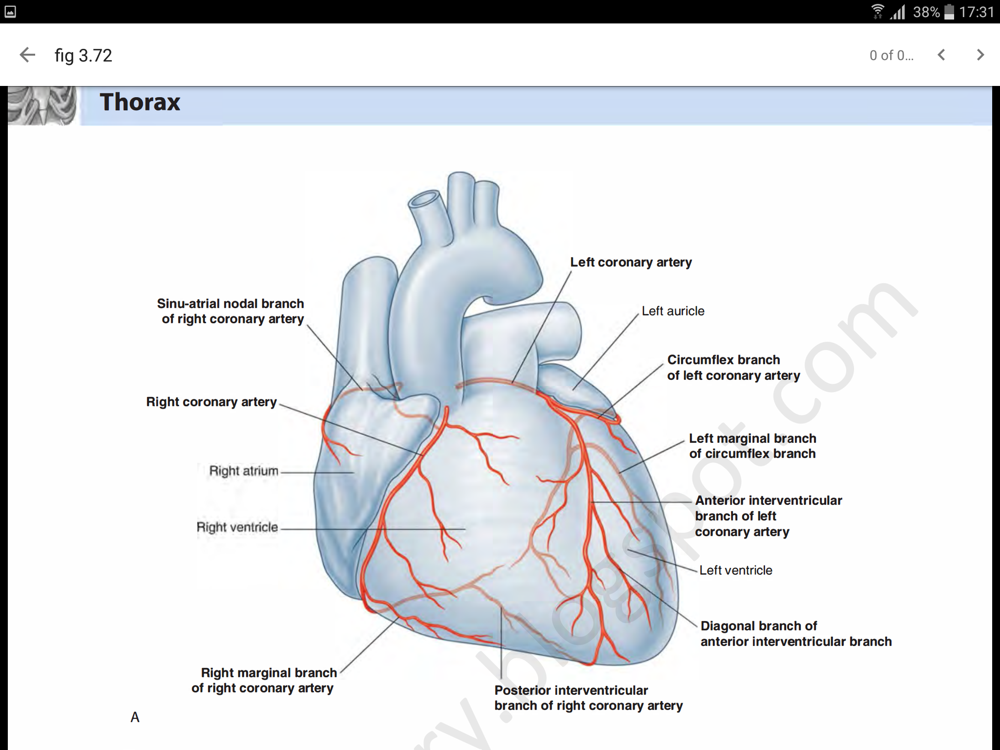 38% 17:31
fig 3.72
0 of 0...
Thorax
Left coronary artery
Sinu-atrial nodal branch
of right coronary artery
Left auricle
Circumflex branch
of left coronary artery
Right coronary artery
Left marginal branch
of circumflex branch
Right atrium
Anterior interventricular
branch of left
coronary artery
Right ventricle
Left ventricle
Diagonal branch of
anterior interventricular branch
Right marginal branch
of right coronary artery
Posterior interventricular
branch of right coronary artery
A
ry.blogspot.com